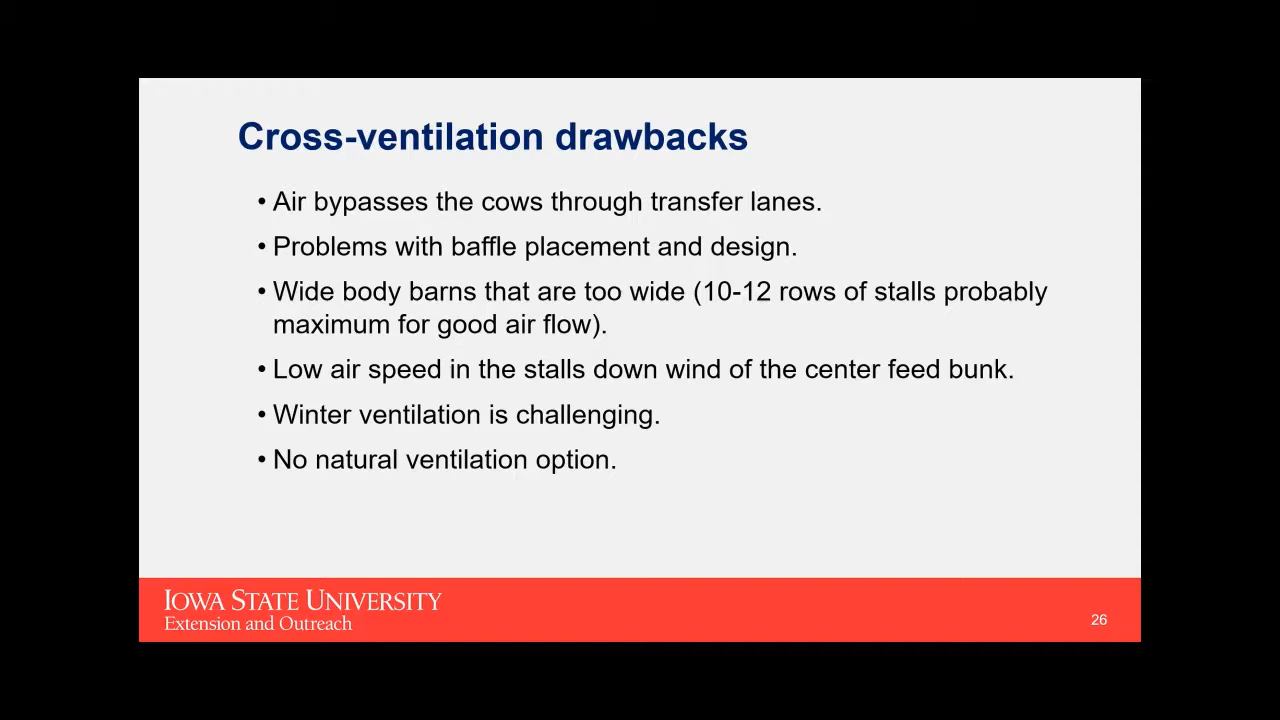 Cross-ventilation drawbacks
• Air bypasses the cows through transfer lanes.
• Problems with baffle placement and design.
• Wide body barns that are too wide (10-12 rows of stalls probably
maximum for good air flow).
• Low air speed in the stalls down wind of the center feed bunk.
• Winter ventilation is challenging.
• No natural ventilation option.
IOWA STATE UNIVERSITY
Extension and Outreach
26